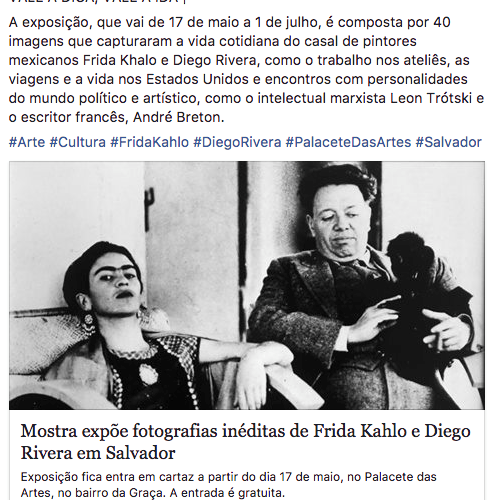 A exposição, que vai de 17 de maio a 1 de julho, é composta por 40
imagens que capturaram a vida cotidiana do casal de pintores
mexicanos Frida Khalo e Diego Rivera, como o trabalho nos ateliês, as
viagens e a vida nos Estados Unidos e encontros com personalidades
do mundo político e artístico, como o intelectual marxista Leon Trótski e
o escritor francês, André Breton.
#Arte #Cultura #FridaKahlo #DiegoRivera #PalaceteDasArtes #Salvador
Mostra expõe fotografias inéditas de Frida Kahlo e Diego
Rivera em Salvador
Exposição fica entra em cartaz a partir do dia 17 de maio, no Palacete das
Artes, no bairro da Graça. A entrada é gratuita.